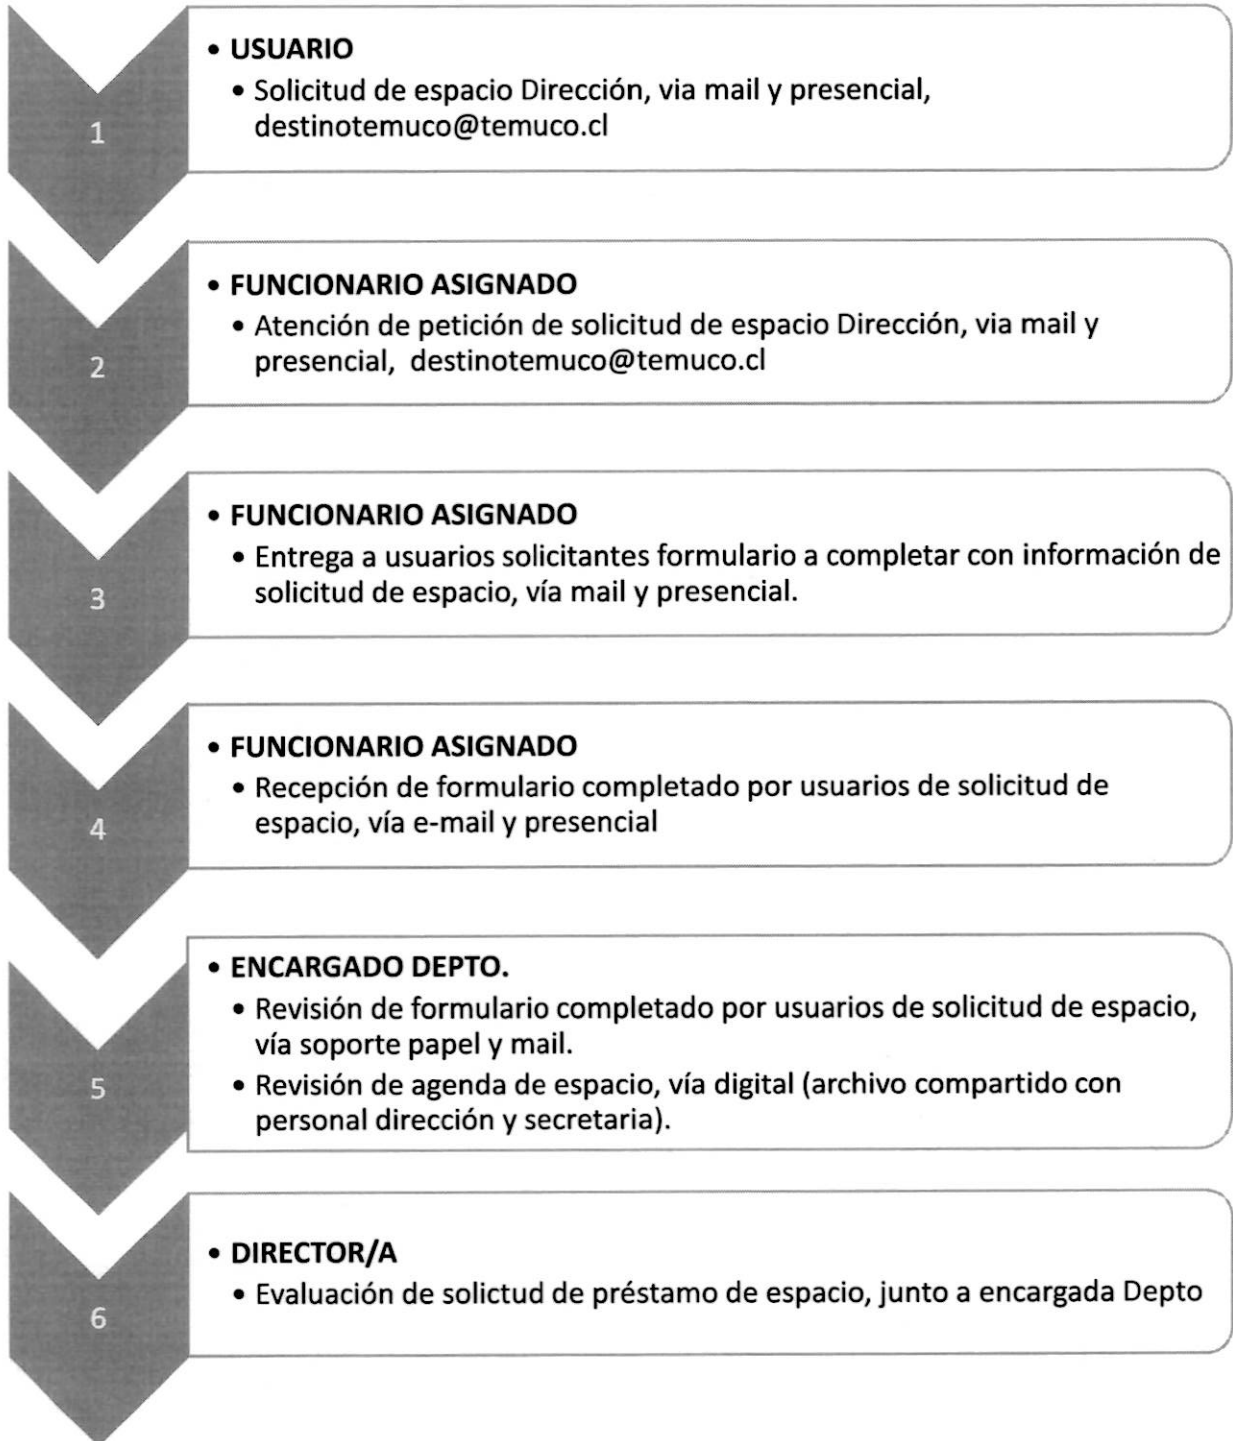 1
• USUARIO
• Solicitud de espacio Dirección, via mail y presencial,
destinotemuco@temuco.cl
2
• FUNCIONARIO ASIGNADO
• Atención de petición de solicitud de espacio Dirección, via mail y
presencial,  destinotemuco@temuco.cl
3
• FUNCIONARIO ASIGNADO
• Entrega a usuarios solicitantes formulario a completar con información de
solicitud de espacio, vía mail y presencial.
4
• FUNCIONARIO ASIGNADO
• Recepción de formulario completado por usuarios de solicitud de
espacio, vía e-mail y presencial
5
• ENCARGADO DEPTO.
• Revisión de formulario completado por usuarios de solicitud de espacio,
vía soporte papel y mail.
• Revisión de agenda de espacio, vía digital (archivo compartido con
personal dirección y secretaria).
6
• DIRECTOR/A
• Evaluación de solictud de préstamo de espacio, junto a encargada Depto